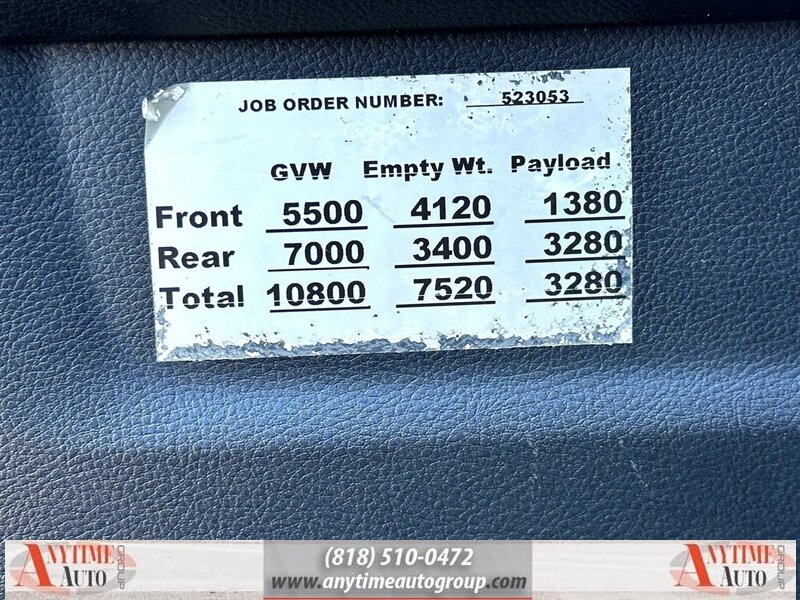 JOB ORDER NUMBER: 523053
GVW Empty Wt. Payload
Front 5500 4120 1380
Rear 7000 3400 3280
Total 10800 7520 3280
ANYTIME AUTO GROUP
(818) 510-0472
www.anytimeautogroup.com
ANYTIME AUTO GROUP